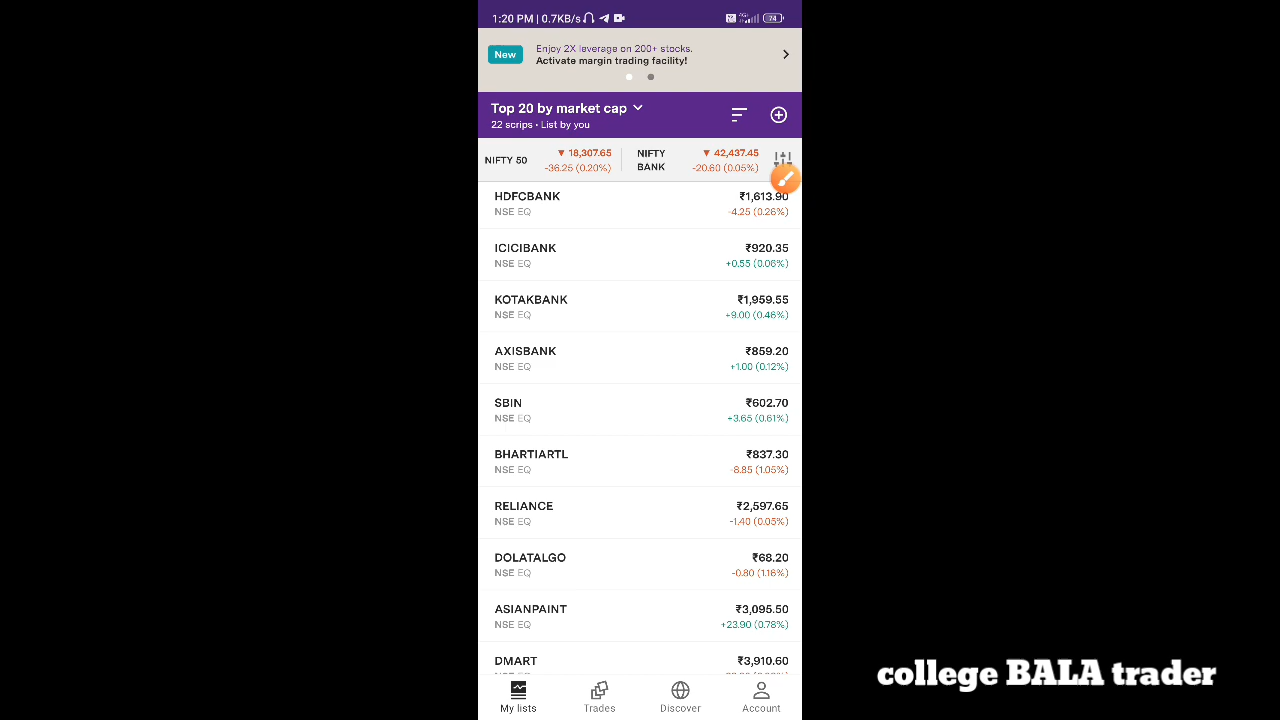 1:20 PM | 0.7KB/s
24
New
Enjoy 2X leverage on 200+ stocks.
Activate margin trading facility!
Top 20 by market cap
22 scrips • List by you
NIFTY 50
▼ 18,307.65
-36.25 (0.20%)
NIFTY BANK
▼ 42,437.45
-20.60 (0.05%)
HDFCBANK ₹1,613.90
NSE EQ -4.25 (0.26%)
ICICIBANK ₹920.35
NSE EQ +0.55 (0.06%)
KOTAKBANK ₹1,959.55
NSE EQ +9.00 (0.46%)
AXISBANK ₹859.20
NSE EQ +1.00 (0.12%)
SBIN ₹602.70
NSE EQ +3.65 (0.61%)
BHARTIARTL ₹837.30
NSE EQ -8.85 (1.05%)
RELIANCE ₹2,597.65
NSE EQ -1.40 (0.05%)
DOLATALGO ₹68.20
NSE EQ -0.80 (1.16%)
ASIANPAINT ₹3,095.50
NSE EQ +23.90 (0.78%)
DMART ₹3,910.60
My lists Trades Discover Account
college BALA trader